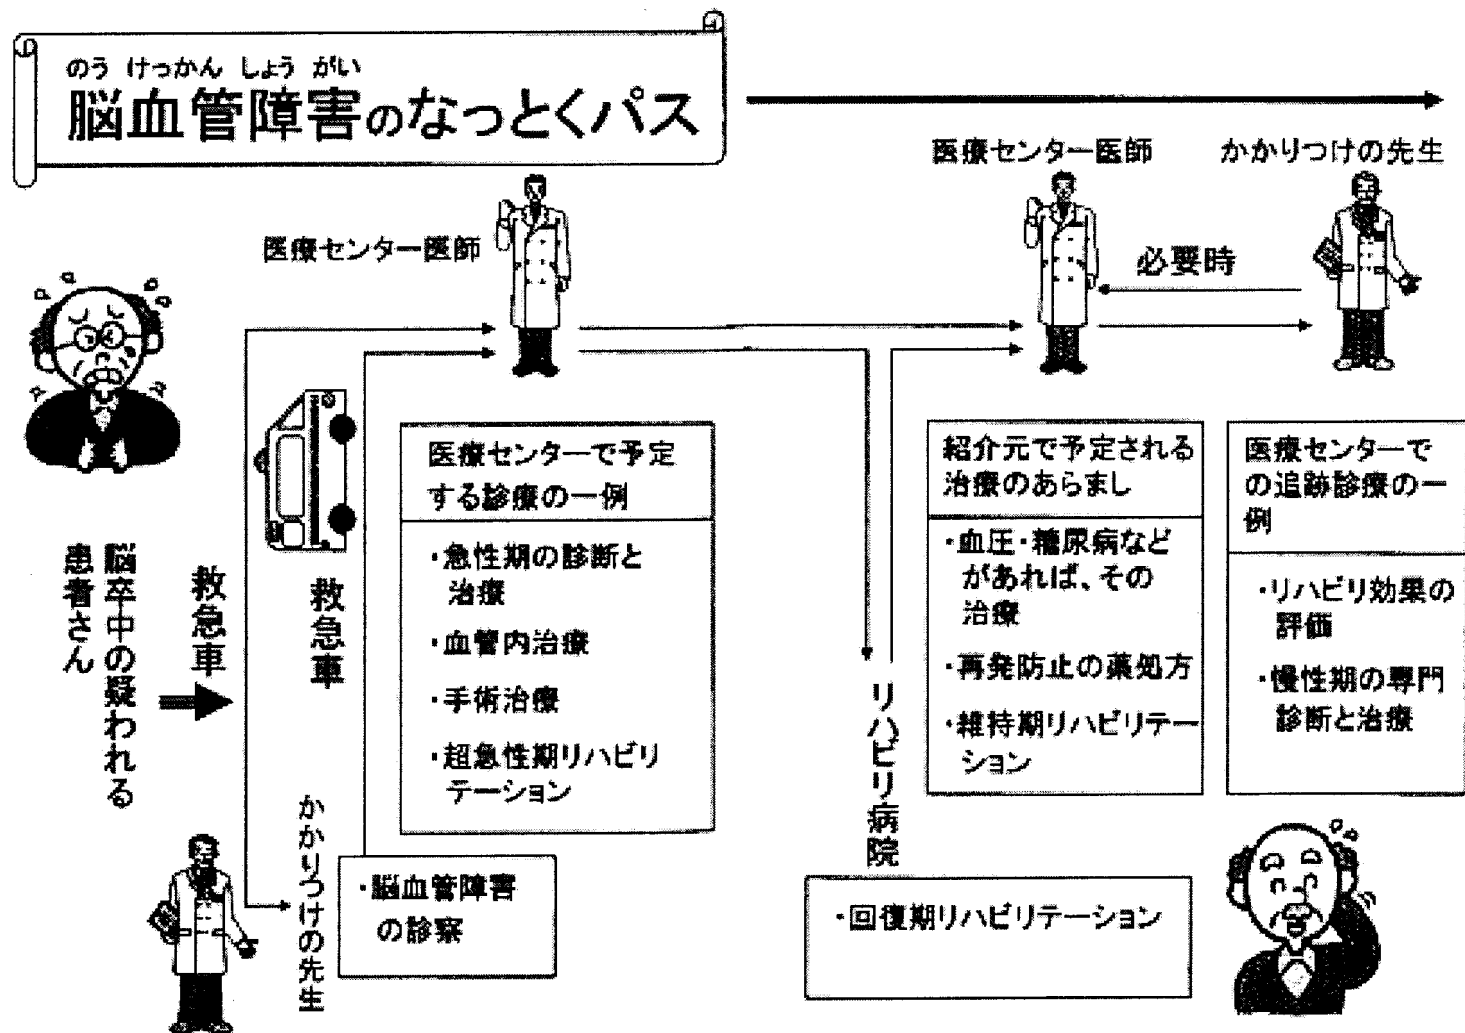 のう けっかん しょう がい
脳血管障害のなっとくパス
医療センター医師
かかりつけの先生
医療センター医師
必要時
脳卒中の疑われる
患者さん
救急車
救急車
医療センターで予定
する診療の一例
・急性期の診断と
治療
・血管内治療
・手術治療
・超急性期リハビリ
テーション
かかりつけの先生
・脳血管障害
の診察
リハビリ病院
・回復期リハビリテーション
紹介元で予定される
治療のあらまし
・血圧・糖尿病など
があれば、その
治療
・再発防止の薬処方
・維持期リハビリテー
ション
医療センターで
の追跡診療の一
例
・リハビリ効果の
評価
・慢性期の専門
診断と治療